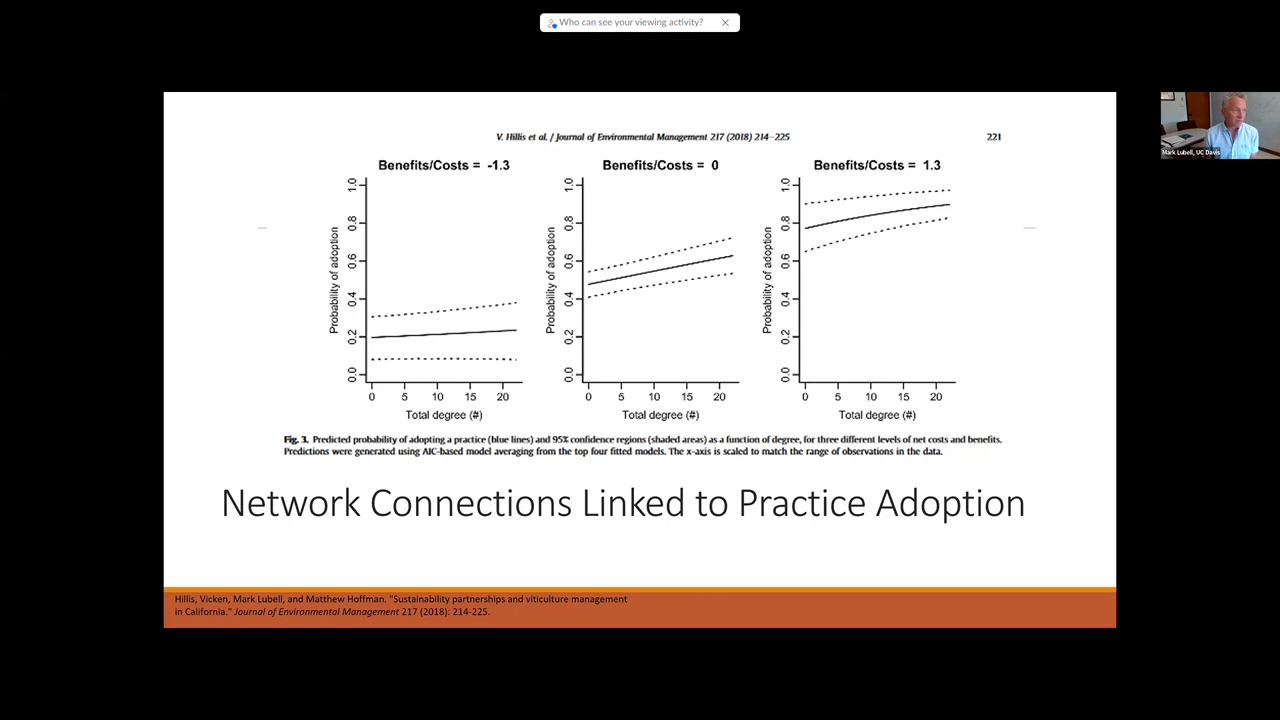 Who can see your viewing activity?
V. Hillis et al. / Journal of Environmental Management 217 (2018) 214–225
221
Benefits/Costs = -1.3
Benefits/Costs = 0
Benefits/Costs = 1.3
Probability of adoption
0.0 0.2 0.4 0.6 0.8 1.0
0 5 10 15 20
Total degree (#)
Probability of adoption
0.0 0.2 0.4 0.6 0.8 1.0
0 5 10 15 20
Total degree (#)
Probability of adoption
0.0 0.2 0.4 0.6 0.8 1.0
0 5 10 15 20
Total degree (#)
Fig. 3. Predicted probability of adopting a practice (blue lines) and 95% confidence regions (shaded areas) as a function of degree, for three different levels of net costs and benefits.
Predictions were generated using AIC-based model averaging from the top four fitted models. The x-axis is scaled to match the range of observations in the data.
Network Connections Linked to Practice Adoption
Hillis, Vicken, Mark Lubell, and Matthew Hoffman. "Sustainability partnerships and viticulture management
in California." Journal of Environmental Management 217 (2018): 214-225.
Mark Lubell, UC Davis